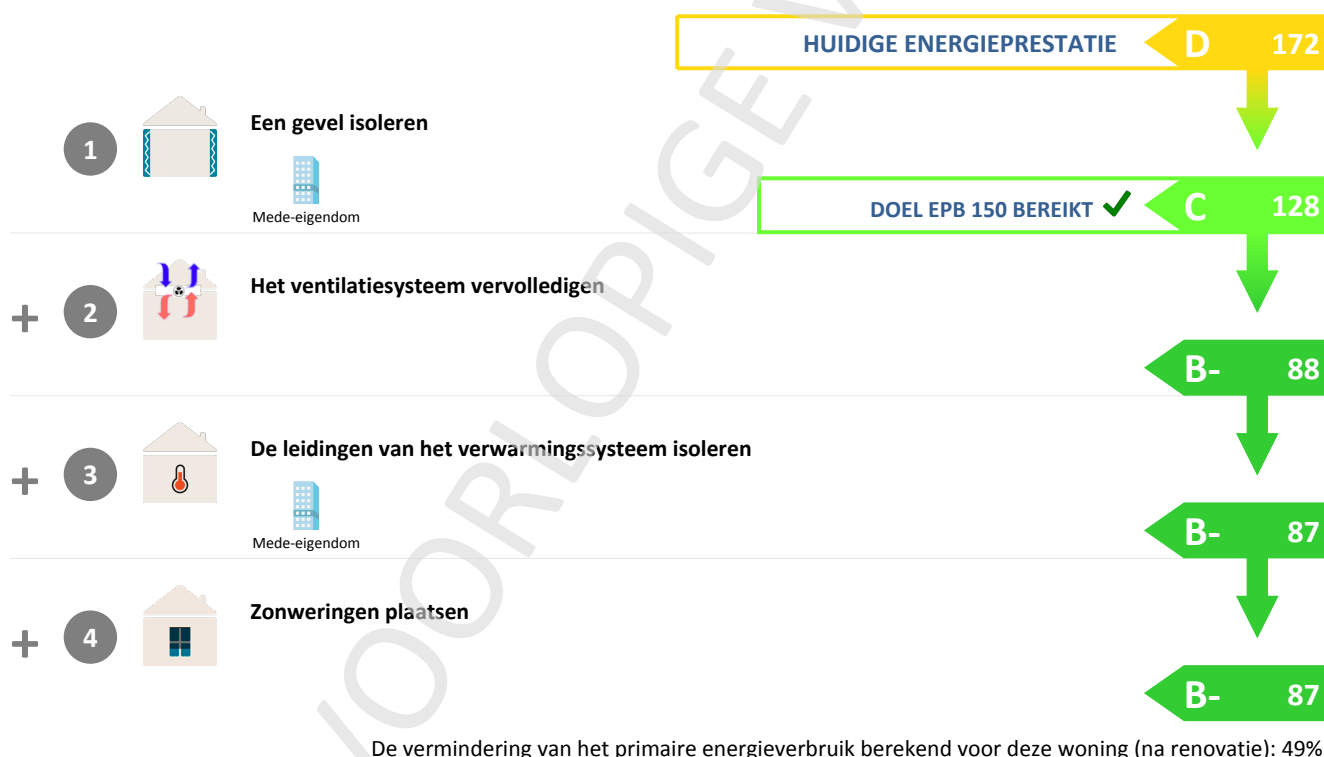 HUIDIGE ENERGIEPRESTATIE D 172
1 Een gevel isoleren
Mede-eigendom
DOEL EPB 150 BEREIKT ✓ C 128
+ 2 Het ventilatiesysteem vervolledigen
B- 88
+ 3 De leidingen van het verwarmingssysteem isoleren
Mede-eigendom
B- 87
+ 4 Zonweringen plaatsen
B- 87
De vermindering van het primaire energieverbruik berekend voor deze woning (na renovatie): 49%
VOORLOPIGE V